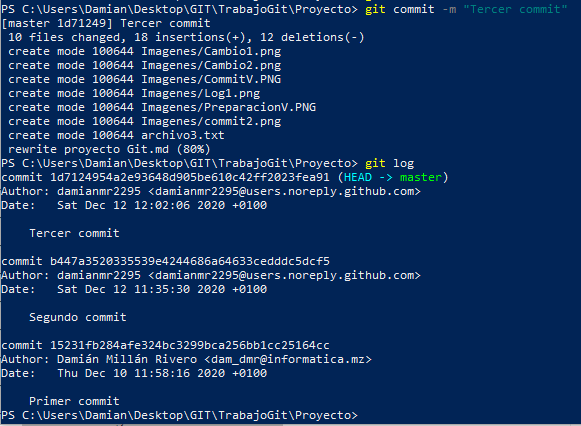 PS C:\Users\Damian\Desktop\GIT\TrabajoGit\Proyecto> git commit -m "Tercer commit"
[master 1d71249] Tercer commit
 10 files changed, 18 insertions(+), 12 deletions(-)
 create mode 100644 Imagenes/Cambio1.png
 create mode 100644 Imagenes/Cambio2.png
 create mode 100644 Imagenes/CommitV.PNG
 create mode 100644 Imagenes/Log1.png
 create mode 100644 Imagenes/PreparacionV.PNG
 create mode 100644 Imagenes/commit2.png
 create mode 100644 archivo3.txt
 rewrite proyecto Git.md (80%)
PS C:\Users\Damian\Desktop\GIT\TrabajoGit\Proyecto> git log
commit 1d7124954a2e93648d905be610c42ff2023fea91 (HEAD -> master)
Author: damianmr2295 <damianmr2295@users.noreply.github.com>
Date:   Sat Dec 12 12:02:06 2020 +0100

    Tercer commit

commit b447a3520335539e4244686a64633cedddc5dcf5
Author: damianmr2295 <damianmr2295@users.noreply.github.com>
Date:   Sat Dec 12 11:35:30 2020 +0100

    Segundo commit

commit 15231fb284afe324bc3299bca256bb1cc25164cc
Author: Damián Millán Rivero <dam_dmr@informatica.mz>
Date:   Thu Dec 10 11:58:16 2020 +0100

    Primer commit
PS C:\Users\Damian\Desktop\GIT\TrabajoGit\Proyecto>